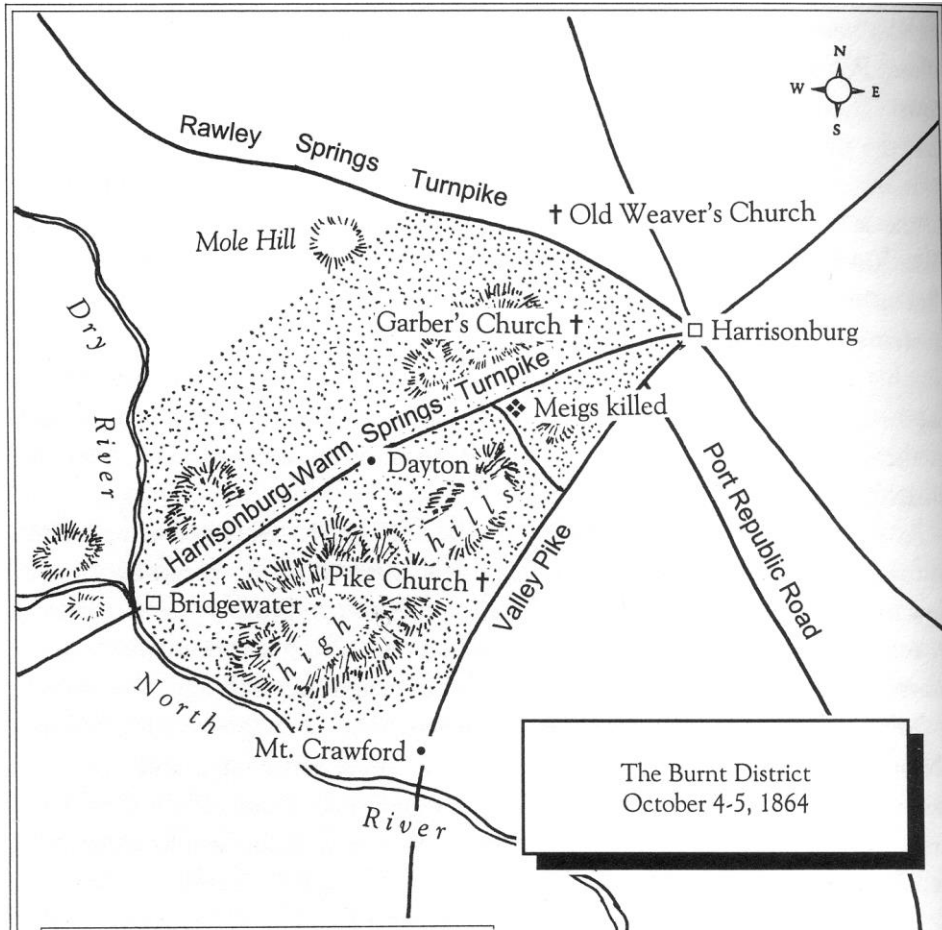 N
W E
S
Rawley Springs Turnpike
† Old Weaver's Church
Mole Hill
Dry River
Garber's Church †
Harrisonburg
Harrisonburg-Warm Springs Turnpike
Meigs killed
Dayton
Port Republic Road
hills
Pike Church †
Valley Pike
Bridgewater
high
North River
Mt. Crawford
The Burnt District
October 4-5, 1864